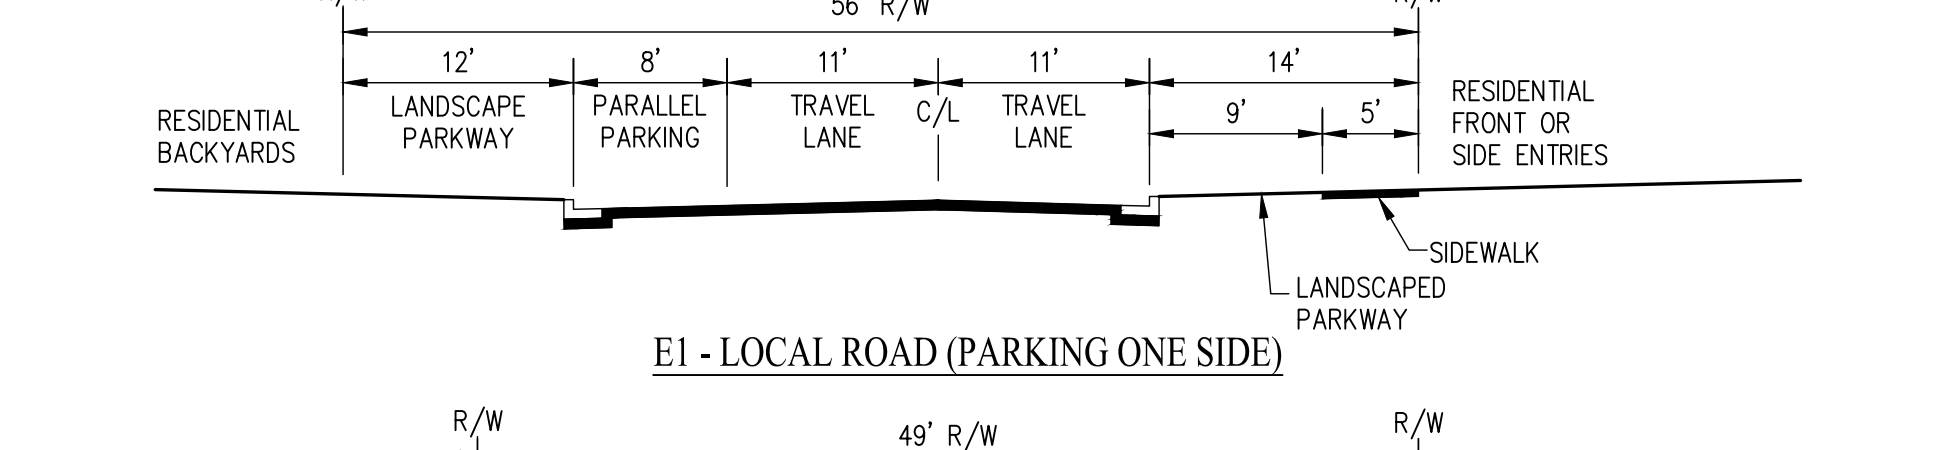 56' R/W
R/W
12'
8'
11'
11'
14'
9'
5'
RESIDENTIAL
BACKYARDS
LANDSCAPE
PARKWAY
PARALLEL
PARKING
TRAVEL
LANE
C/L
TRAVEL
LANE
RESIDENTIAL
FRONT OR
SIDE ENTRIES
SIDEWALK
LANDSCAPED
PARKWAY
E1 - LOCAL ROAD (PARKING ONE SIDE)
R/W
49' R/W
R/W